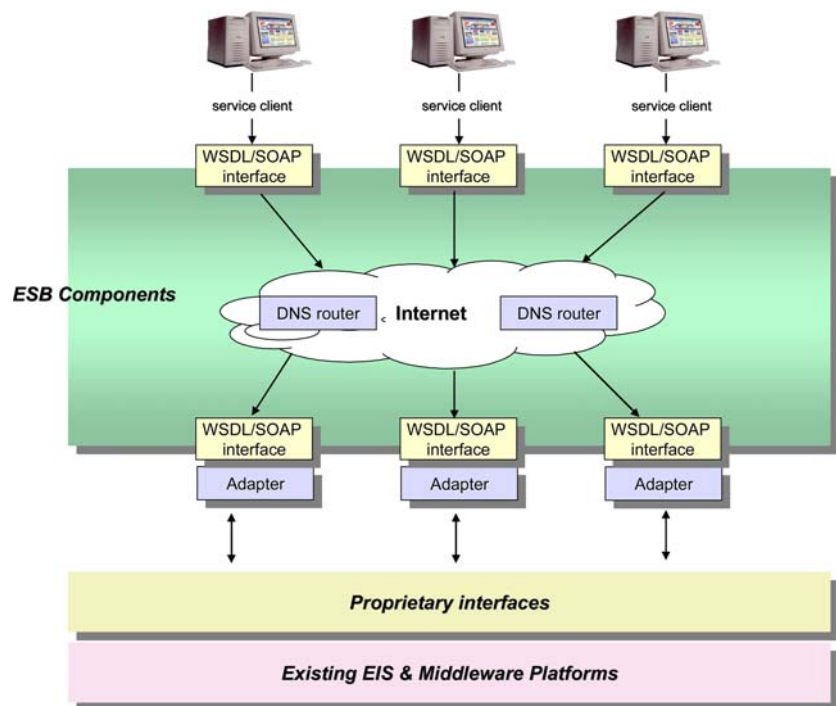 service client
service client
service client
WSDL/SOAP
interface
WSDL/SOAP
interface
WSDL/SOAP
interface
ESB Components
DNS router
Internet
DNS router
WSDL/SOAP
interface
WSDL/SOAP
interface
WSDL/SOAP
interface
Adapter
Adapter
Adapter
Proprietary interfaces
Existing EIS & Middleware Platforms